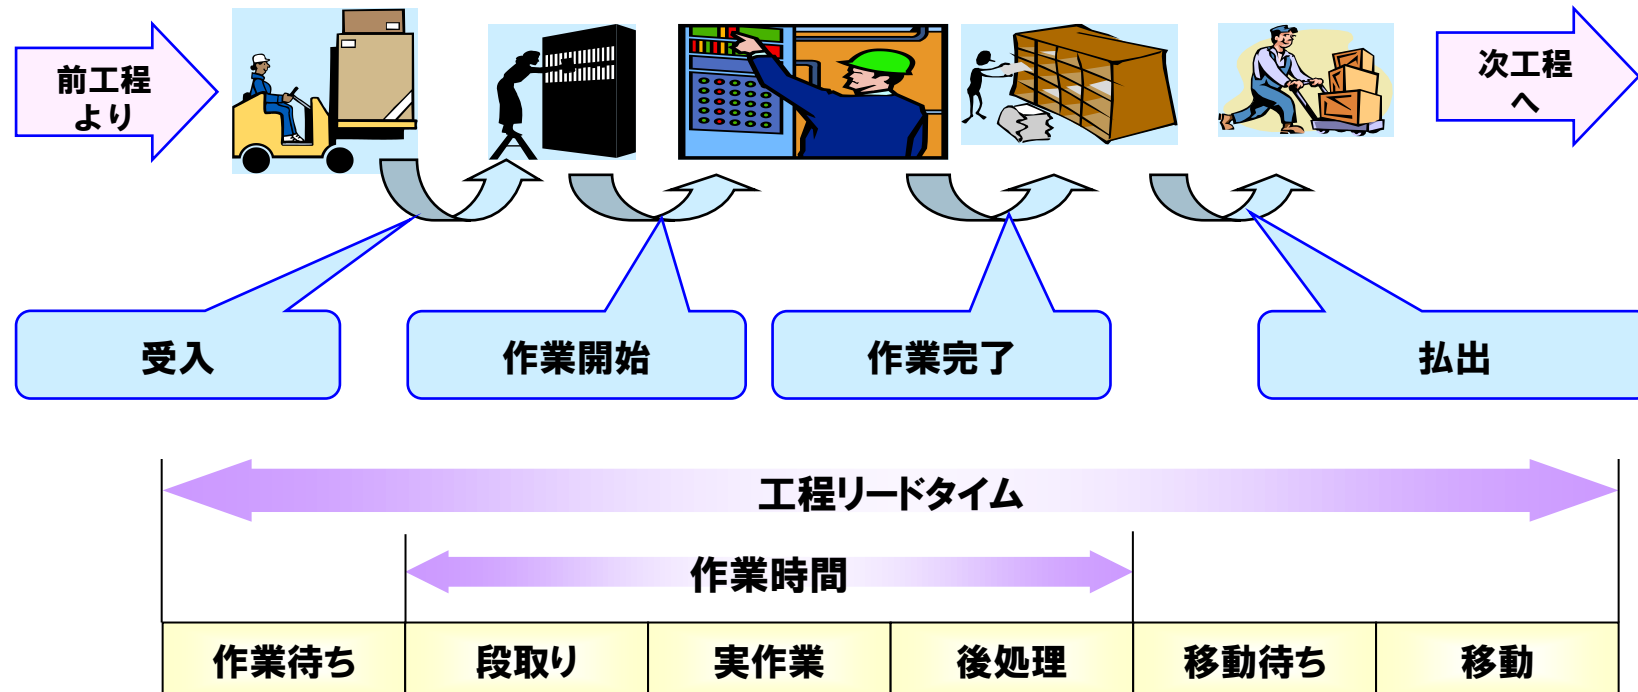 前工程
より
次工程
へ
受入
作業開始
作業完了
払出
工程リードタイム
作業時間
作業待ち
段取り
実作業
後処理
移動待ち
移動